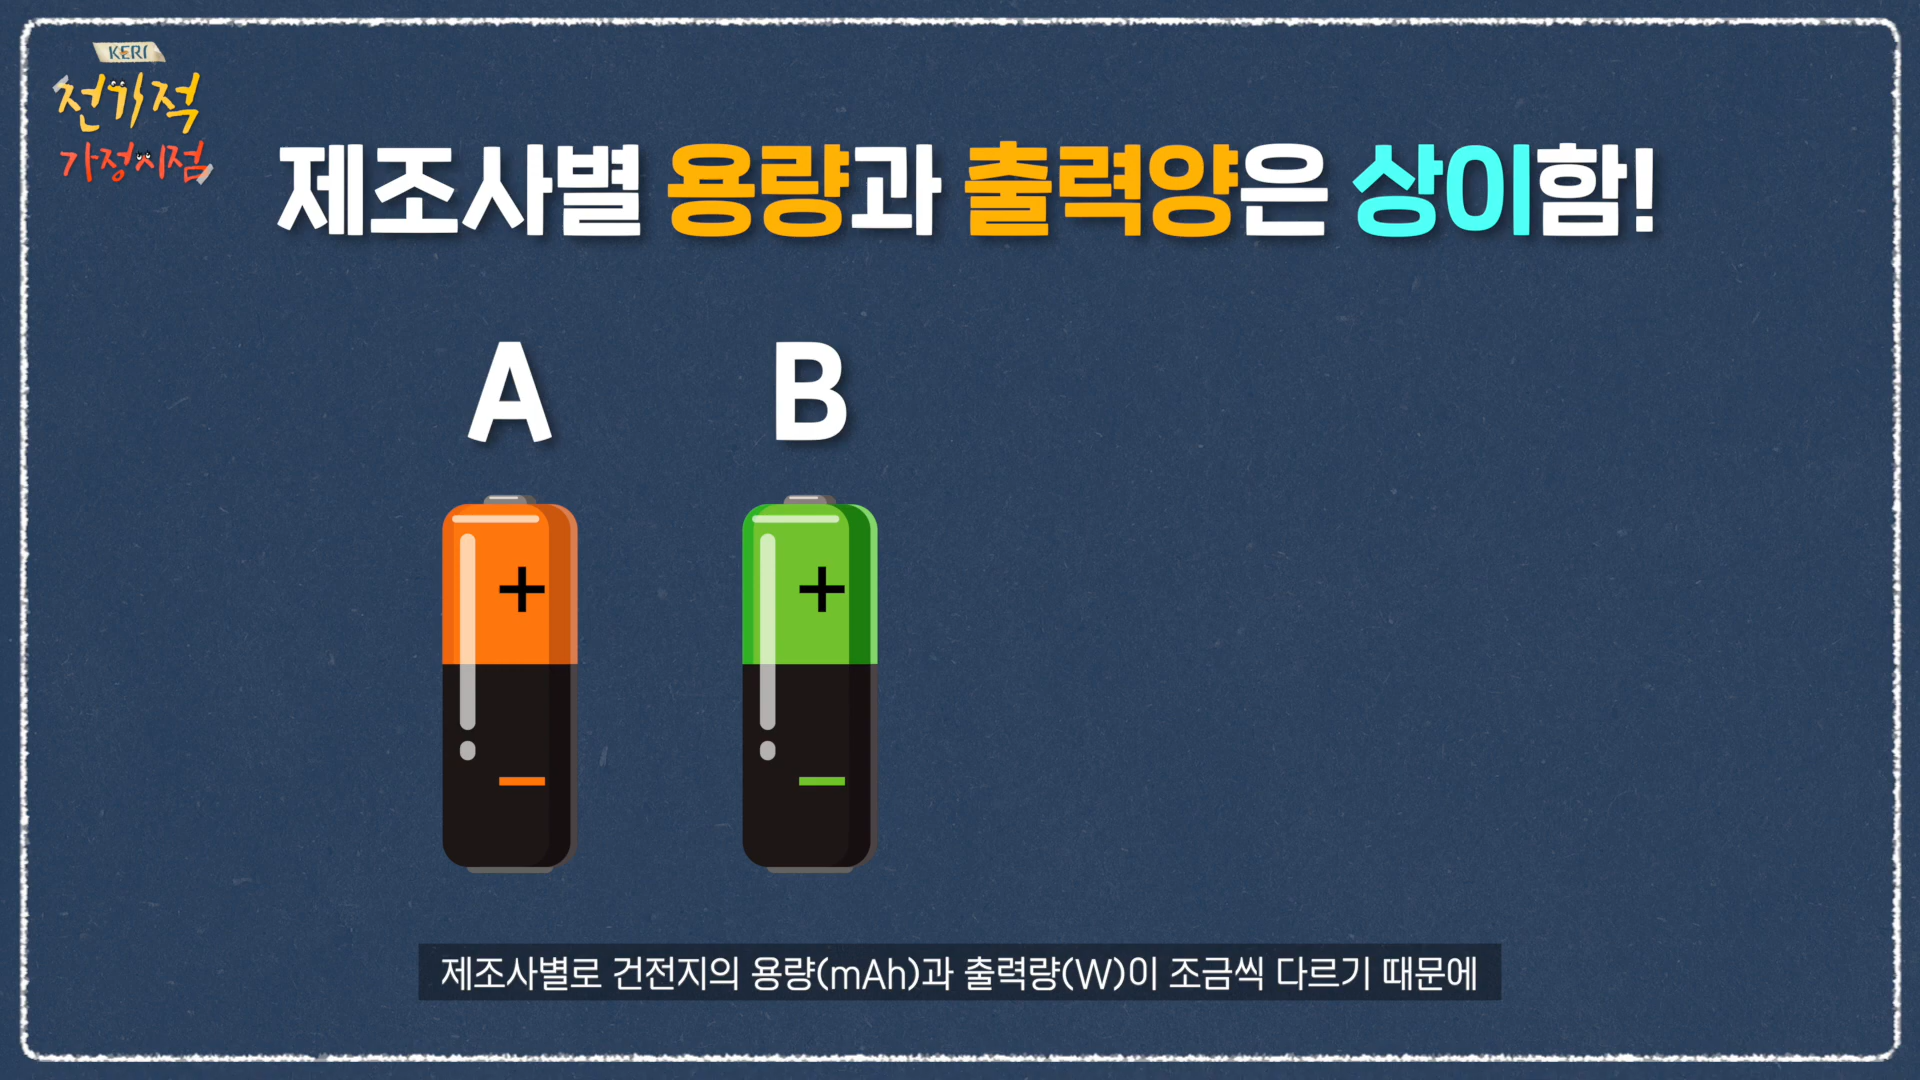 KERI
전기적
가정시점
제조사별 용량과 출력양은 상이함!
A B
+ +
- -
제조사별로 건전지의 용량(mAh)과 출력량(W)이 조금씩 다르기 때문에